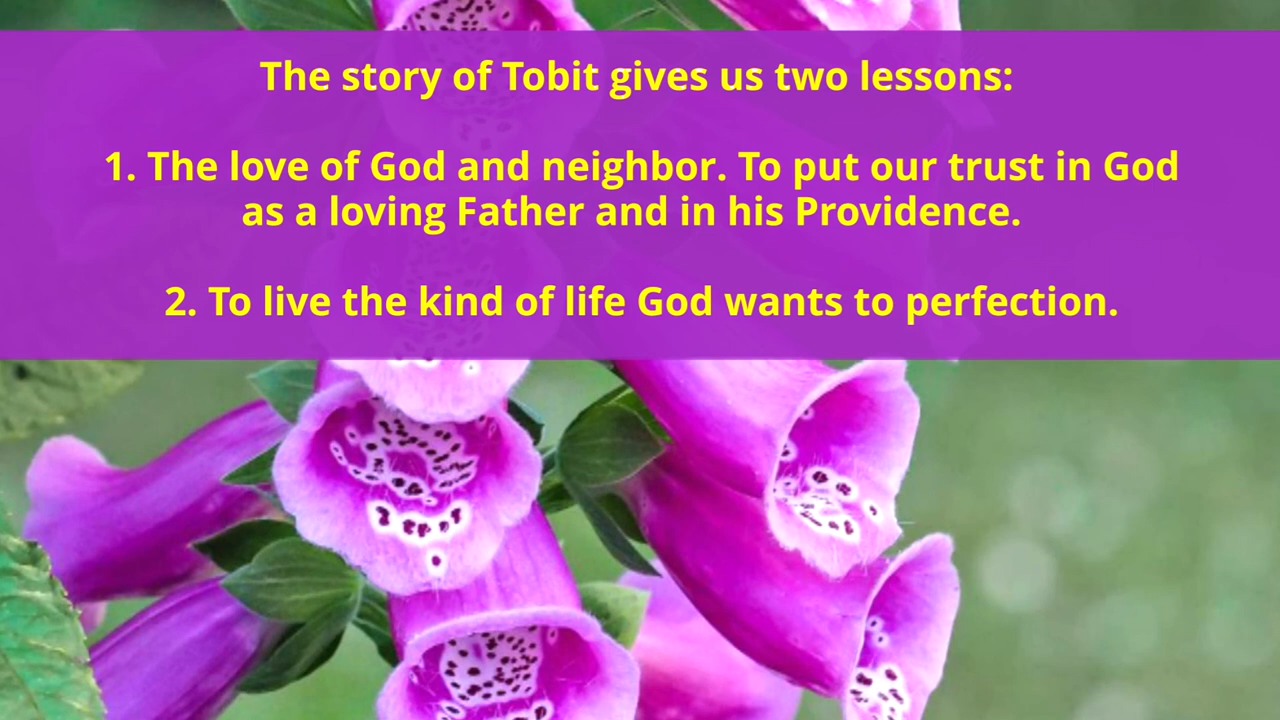 The story of Tobit gives us two lessons:
1. The love of God and neighbor. To put our trust in God
as a loving Father and in his Providence.
2. To live the kind of life God wants to perfection.